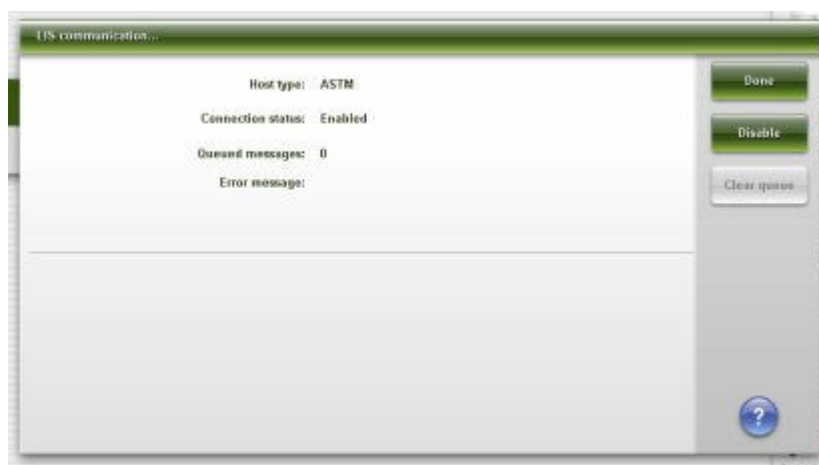 LIS communication...
Host type: ASTM
Connection status: Enabled
Queued messages: 0
Error message:
Done
Disable
Clear queue
?